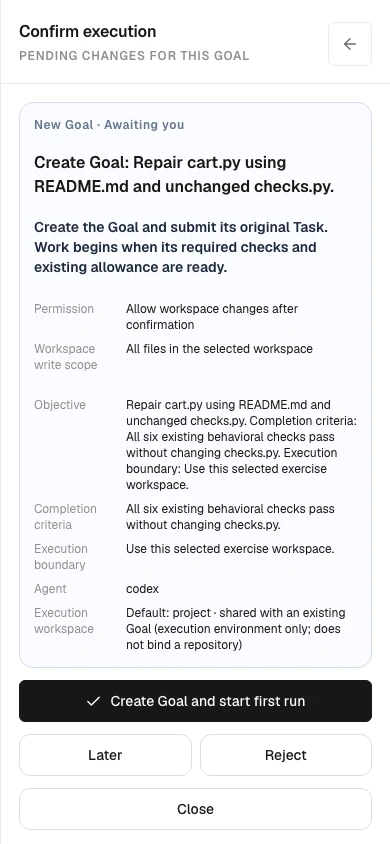 Confirm execution
PENDING CHANGES FOR THIS GOAL
New Goal · Awaiting you
Create Goal: Repair cart.py using
README.md and unchanged checks.py.
Create the Goal and submit its original Task.
Work begins when its required checks and
existing allowance are ready.
Permission
Allow workspace changes after
confirmation
Workspace
write scope
All files in the selected workspace
Objective
Repair cart.py using README.md and
unchanged checks.py. Completion criteria:
All six existing behavioral checks pass
without changing checks.py. Execution
boundary: Use this selected exercise
workspace.
Completion
criteria
All six existing behavioral checks pass
without changing checks.py.
Execution
boundary
Use this selected exercise workspace.
Agent
codex
Execution
workspace
Default: project · shared with an existing
Goal (execution environment only; does
not bind a repository)
Create Goal and start first run
Later
Reject
Close